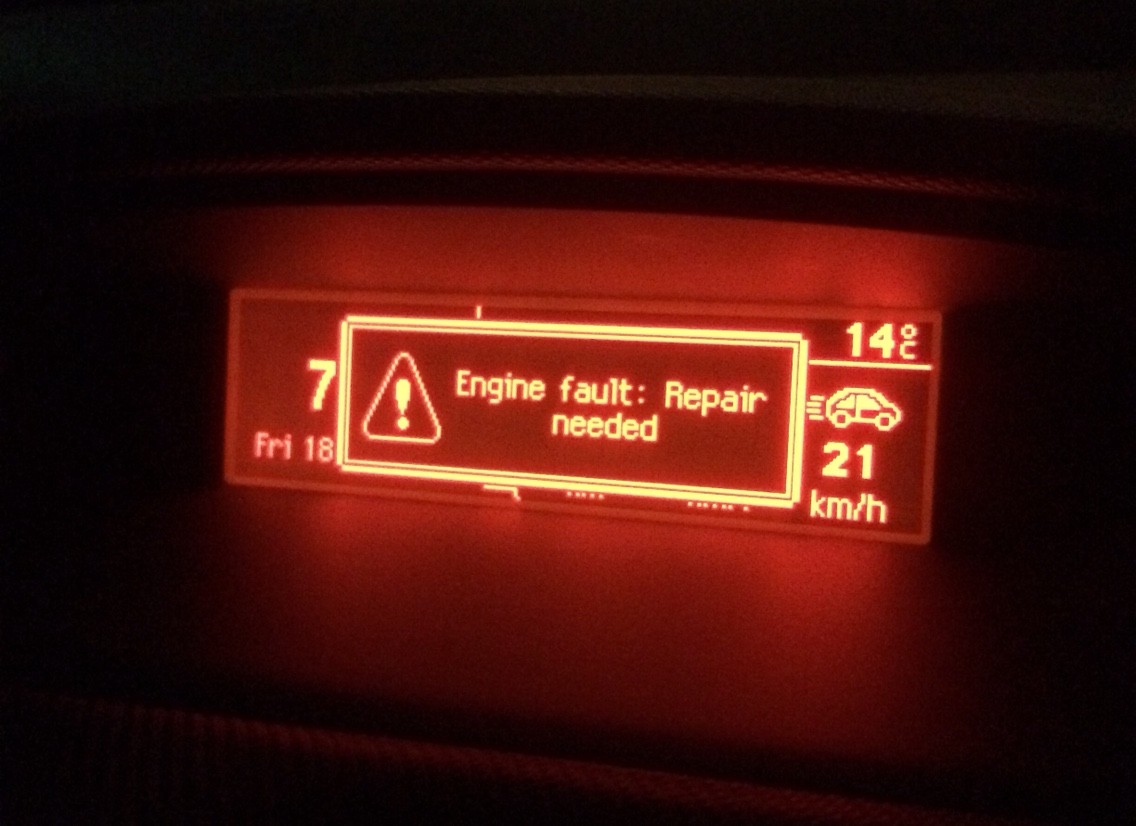 7
Fri 18
Engine fault: Repair
needed
14°C
21
km/h